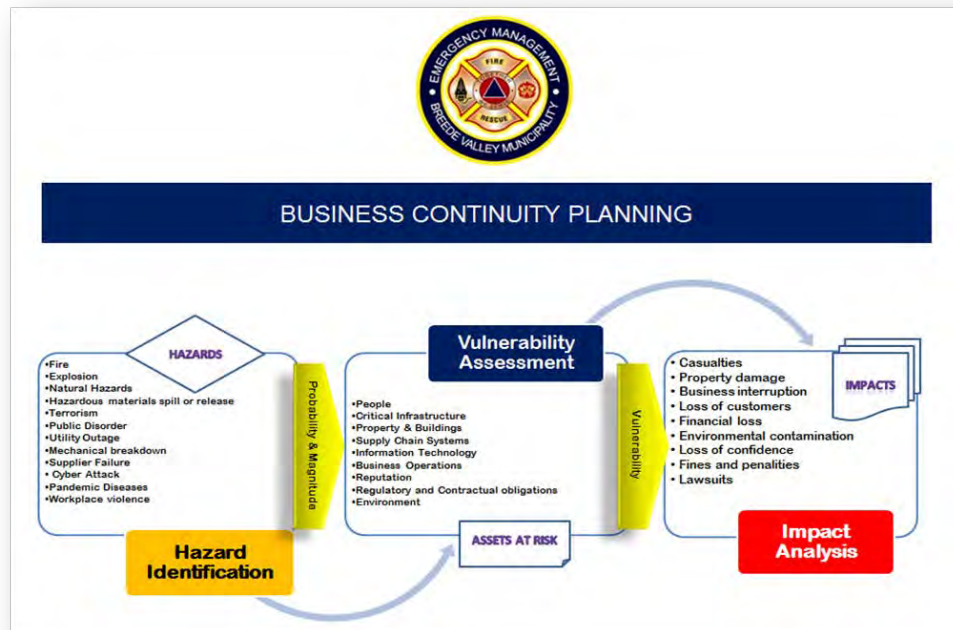 EMERGENCY MANAGEMENT
FIRE
RESCUE
BREEDE VALLEY MUNICIPALITY
BUSINESS CONTINUITY PLANNING
HAZARDS
•Fire
•Explosion
•Natural Hazards
•Hazardous materials spill or release
•Terrorism
•Public Disorder
•Utility Outage
•Mechanical breakdown
•Supplier Failure
• Cyber Attack
•Pandemic Diseases
•Workplace violence
Hazard
Identification
Probability & Magnitude
Vulnerability
Assessment
•People
•Critical Infrastructure
•Property & Buildings
•Supply Chain Systems
•Information Technology
•Business Operations
•Reputation
•Regulatory and Contractual obligations
•Environment
ASSETS AT RISK
Vulnerability
IMPACTS
• Casualties
• Property damage
• Business interruption
• Loss of customers
• Financial loss
• Environmental contamination
• Loss of confidence
• Fines and penalities
• Lawsuits
Impact
Analysis